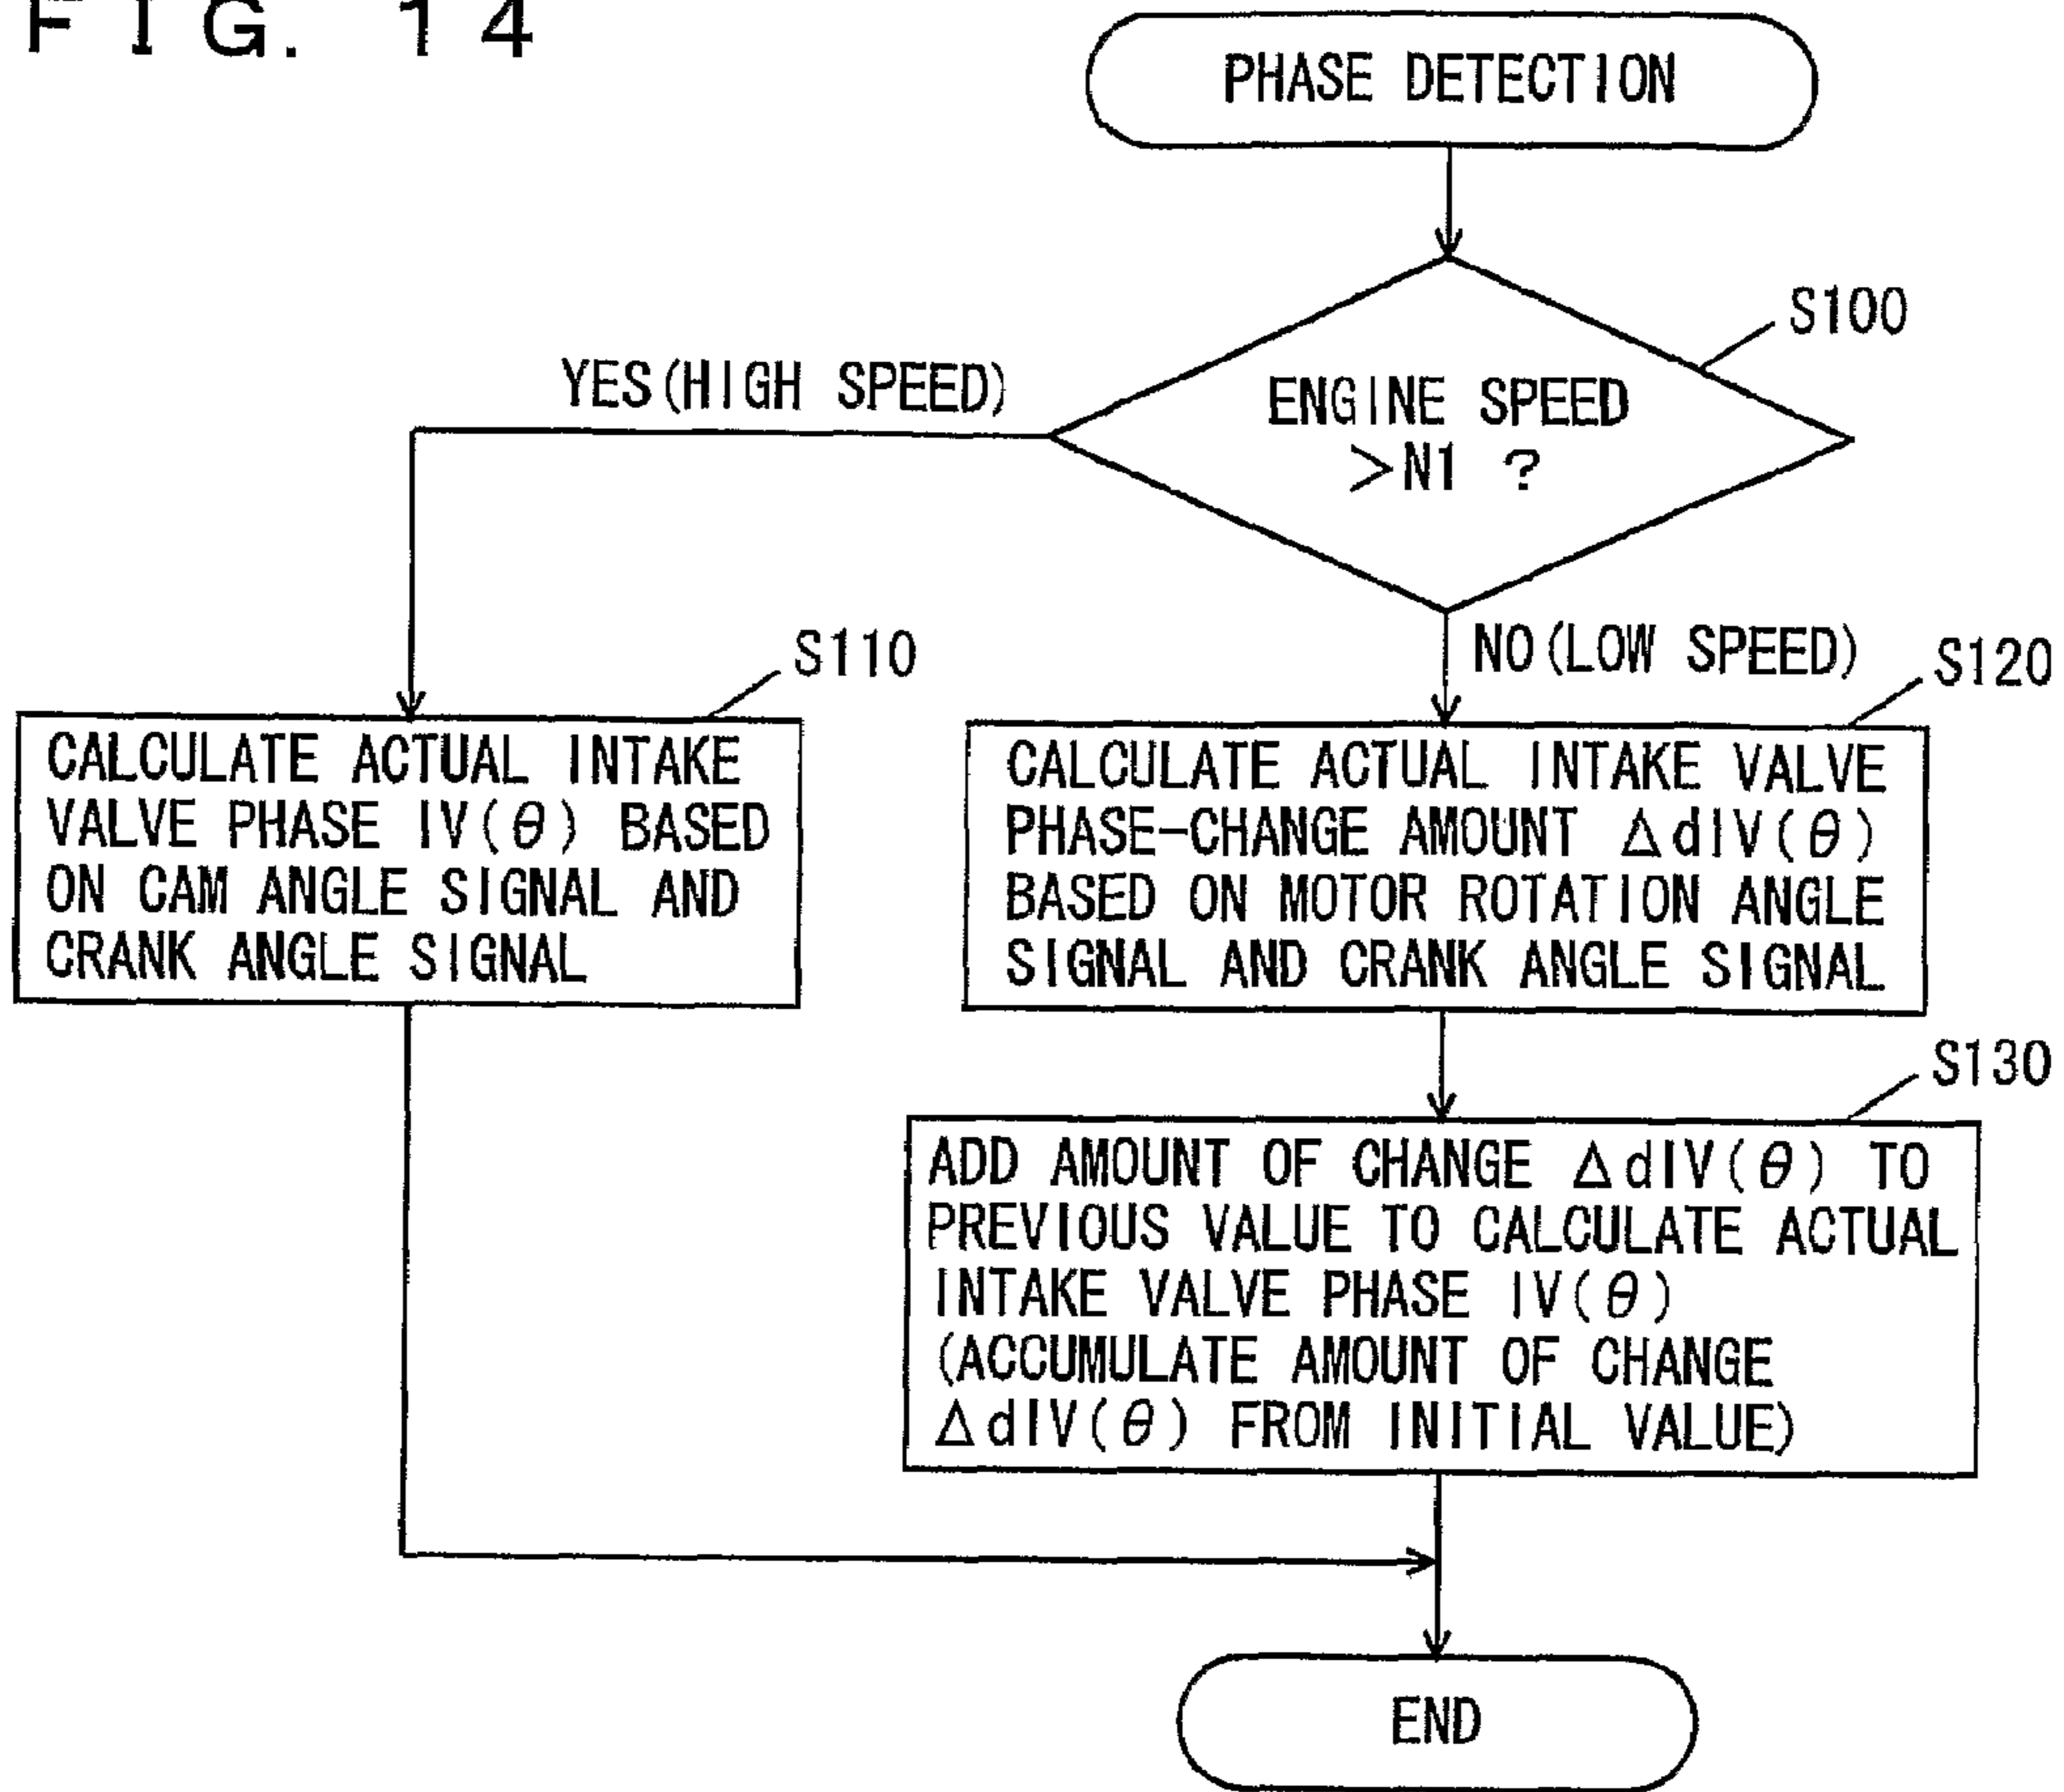 FIG. 14
PHASE DETECTION
S100
ENGINE SPEED
>N1 ?
YES(HIGH SPEED)
NO(LOW SPEED)
S110
CALCULATE ACTUAL INTAKE
VALVE PHASE IV(θ) BASED
ON CAM ANGLE SIGNAL AND
CRANK ANGLE SIGNAL
S120
CALCULATE ACTUAL INTAKE VALVE
PHASE-CHANGE AMOUNT ΔdIV(θ)
BASED ON MOTOR ROTATION ANGLE
SIGNAL AND CRANK ANGLE SIGNAL
S130
ADD AMOUNT OF CHANGE ΔdIV(θ) TO
PREVIOUS VALUE TO CALCULATE ACTUAL
INTAKE VALVE PHASE IV(θ)
(ACCUMULATE AMOUNT OF CHANGE
ΔdIV(θ) FROM INITIAL VALUE)
END